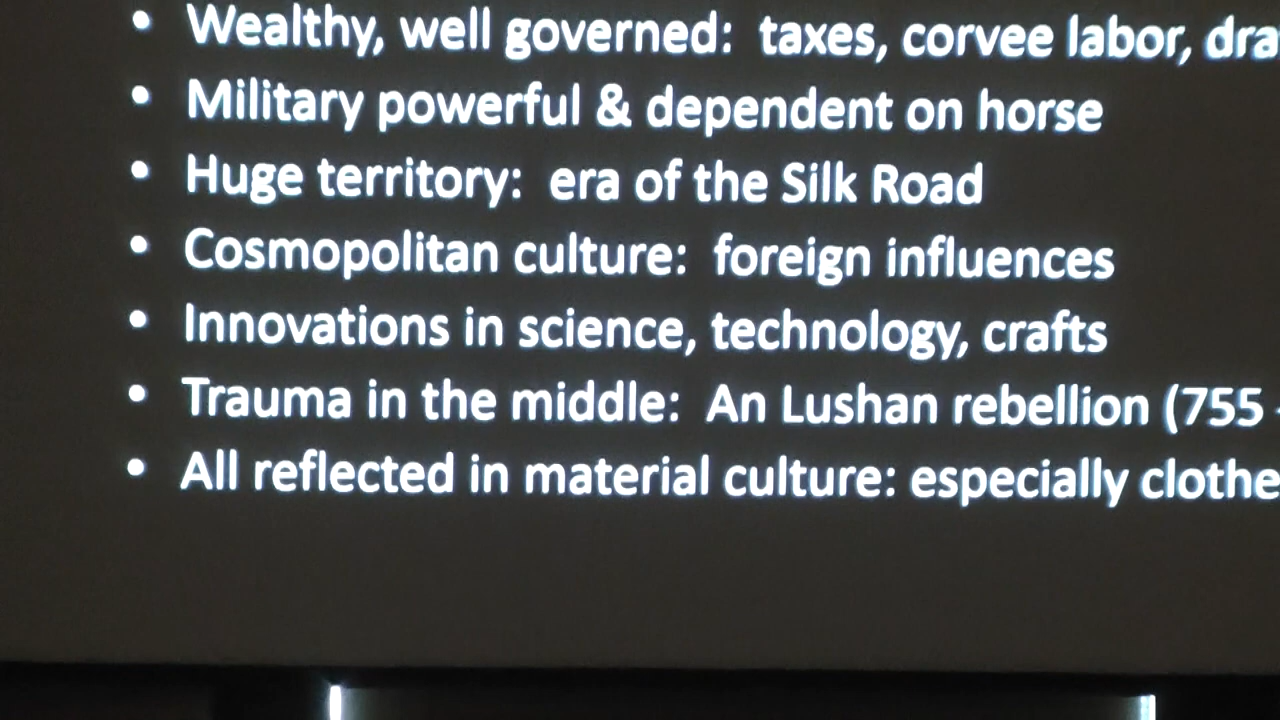 • Wealthy, well governed: taxes, corvee labor,
• Military powerful & dependent on horse
• Huge territory: era of the Silk Road
• Cosmopolitan culture: foreign influences
• Innovations in science, technology, crafts
• Trauma in the middle: An Lushan rebellion (755
• All reflected in material culture: especially